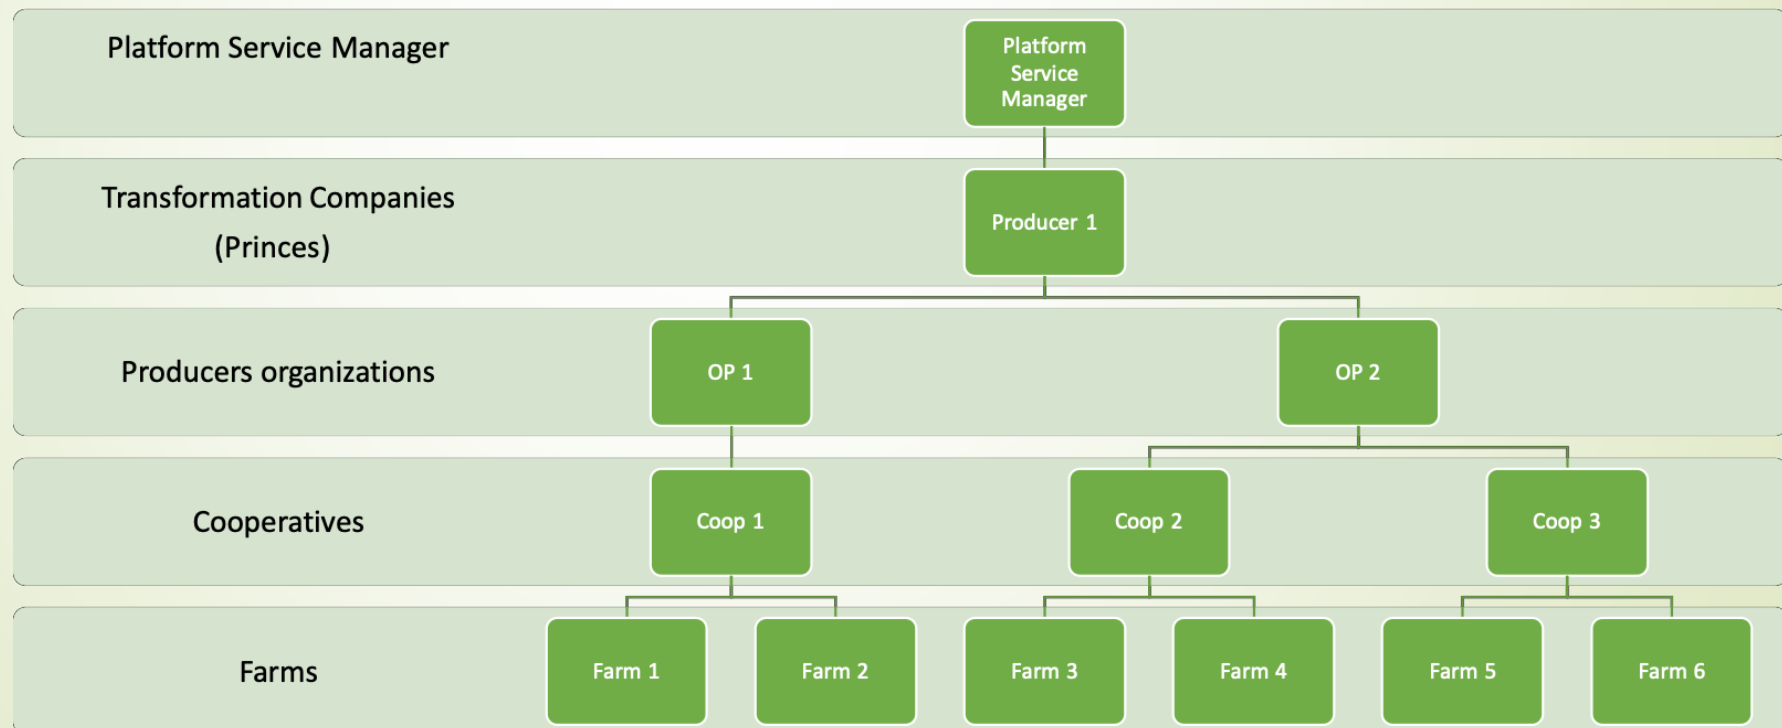 Platform Service Manager
Platform
Service
Manager
Transformation Companies
(Princes)
Producer 1
Producers organizations
OP 1
OP 2
Cooperatives
Coop 1
Coop 2
Coop 3
Farms
Farm 1
Farm 2
Farm 3
Farm 4
Farm 5
Farm 6